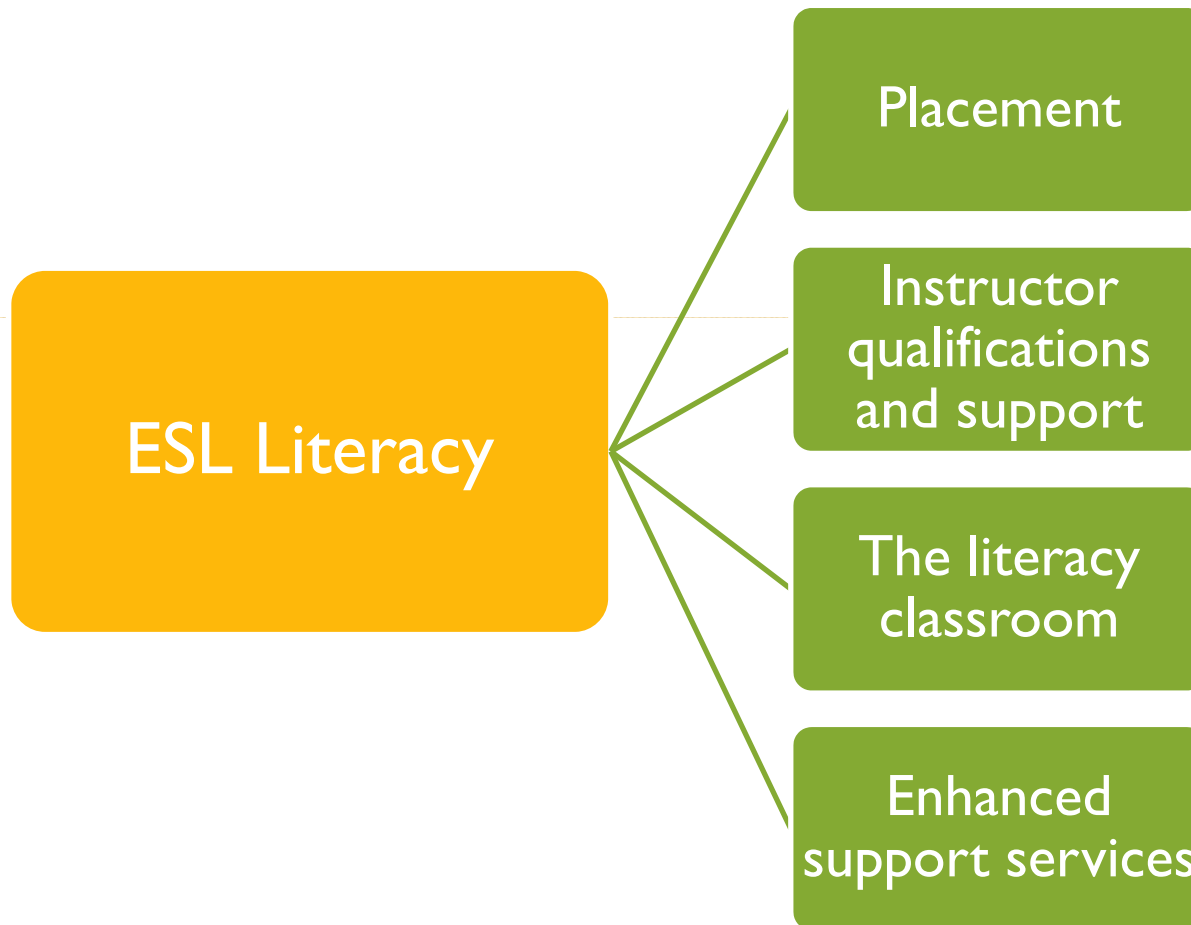 ESL Literacy
Placement
Instructor
qualifications
and support
The literacy
classroom
Enhanced
support services